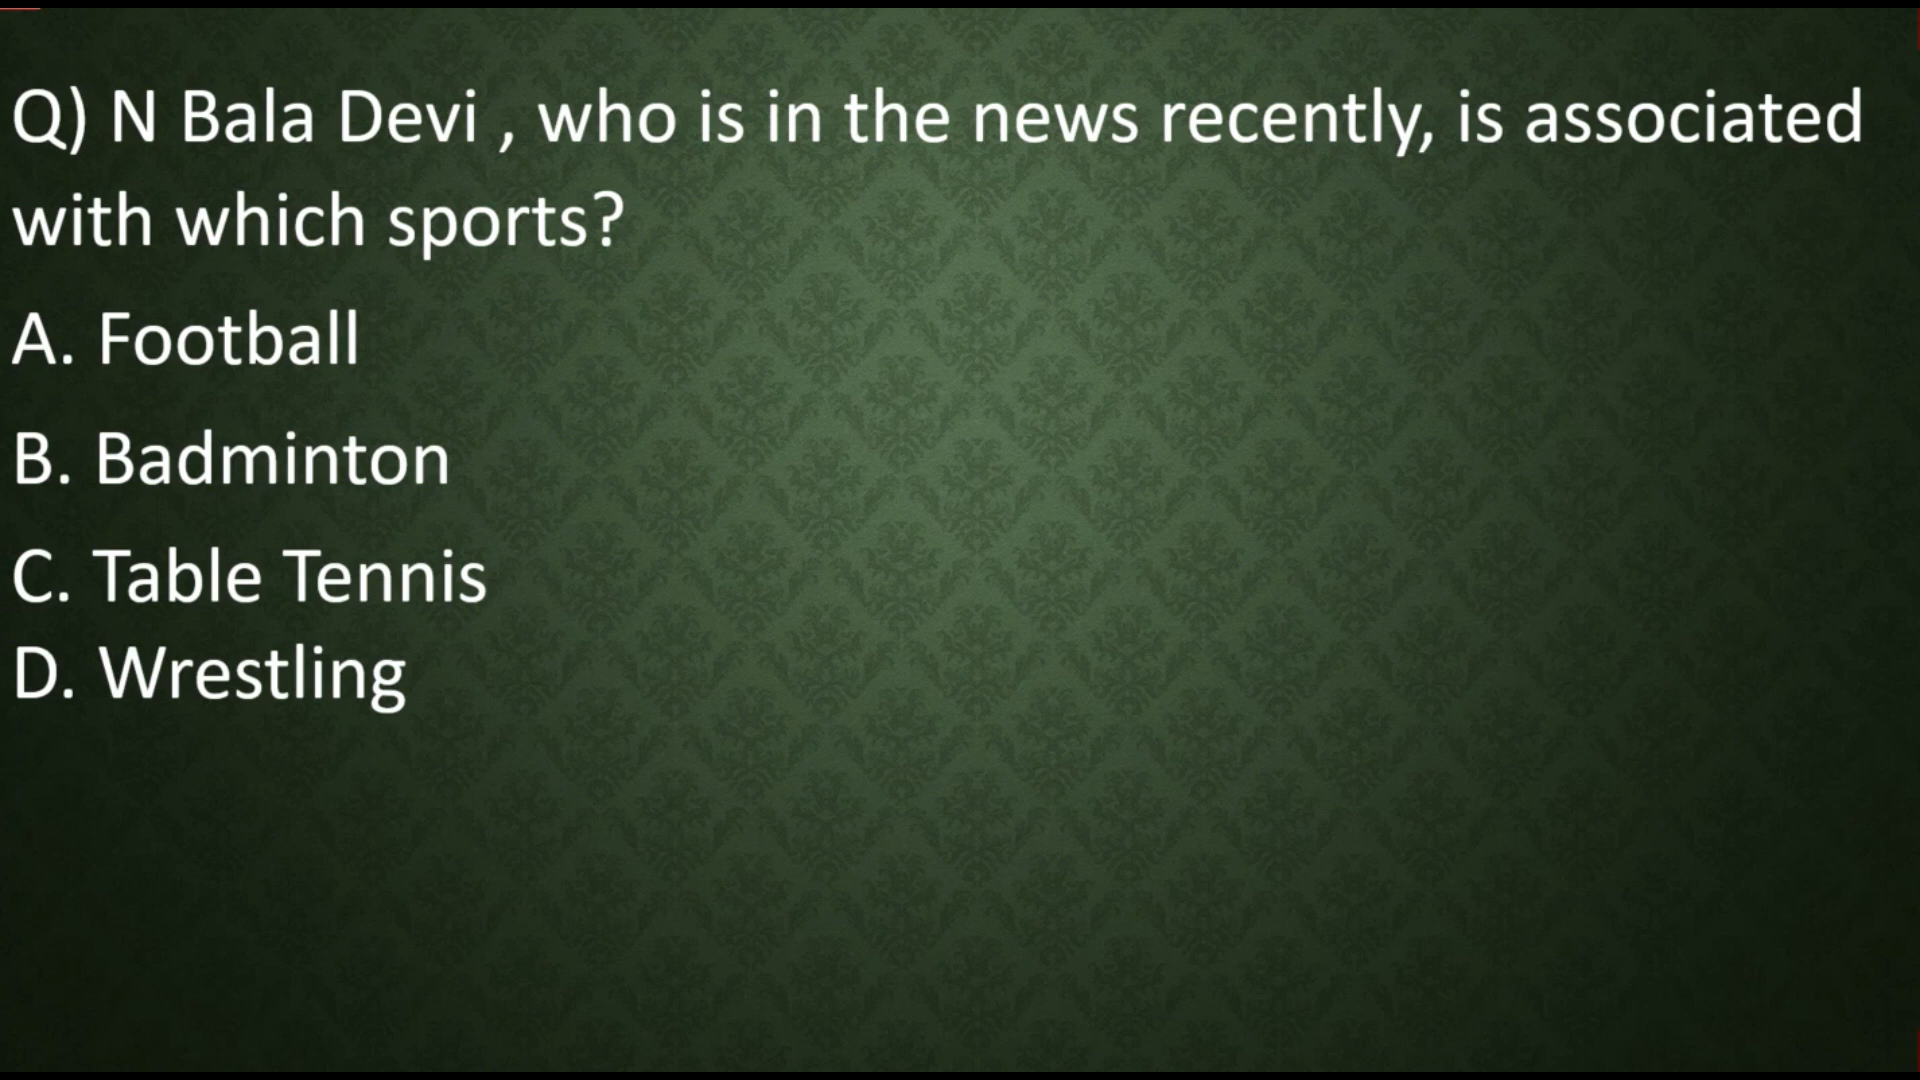 Q) N Bala Devi , who is in the news recently, is associated
with which sports?
A. Football
B. Badminton
C. Table Tennis
D. Wrestling